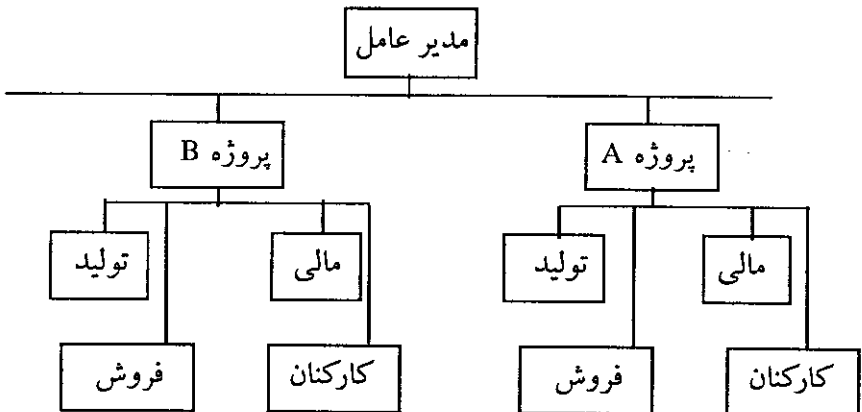 مدیر عامل
پروژه A
پروژه B
مالی
تولید
مالی
تولید
کارکنان
فروش
کارکنان
فروش